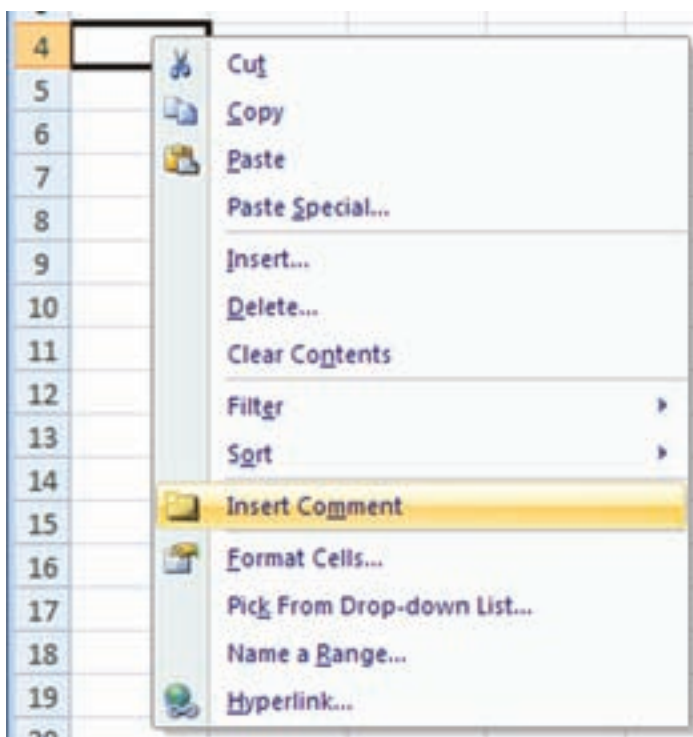 4
Cut
5
Copy
6
Paste
7
Paste Special...
8
Insert...
9
Delete...
10
Clear Contents
11
Filter
12
Sort
13
14
Insert Comment
15
Format Cells...
16
Pick From Drop-down List...
17
Name a Range...
18
Hyperlink...
19